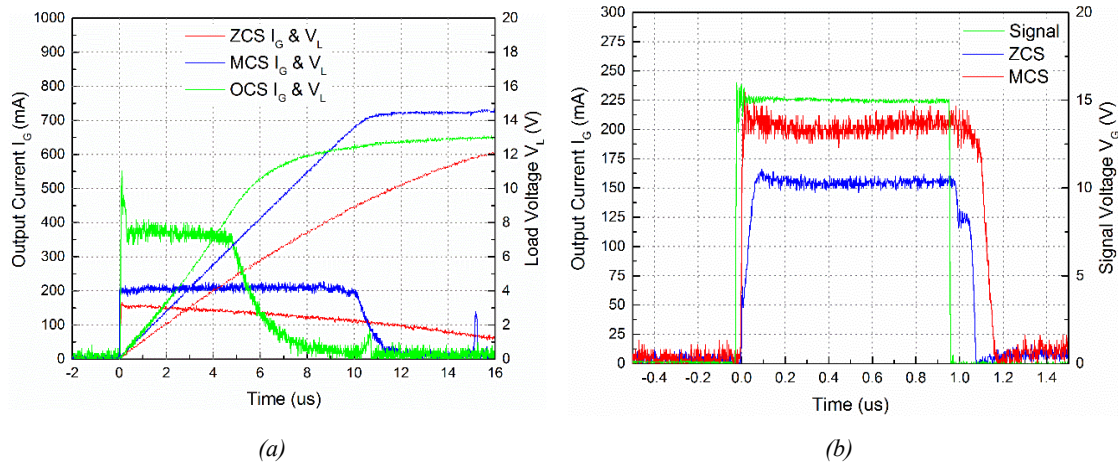 ZCS I_G & V_L
MCS I_G & V_L
OCS I_G & V_L
Output Current I_G (mA)
1000
900
800
700
600
500
400
300
200
100
0
Load Voltage V_L (V)
20
18
16
14
12
10
8
6
4
2
0
-2 0 2 4 6 8 10 12 14 16
Time (us)
(a)
Signal
ZCS
MCS
Output Current I_G (mA)
300
275
250
225
200
175
150
125
100
75
50
25
0
Signal Voltage V_G (V)
20
15
10
5
0
-0.4 -0.2 0.0 0.2 0.4 0.6 0.8 1.0 1.2 1.4
Time (us)
(b)